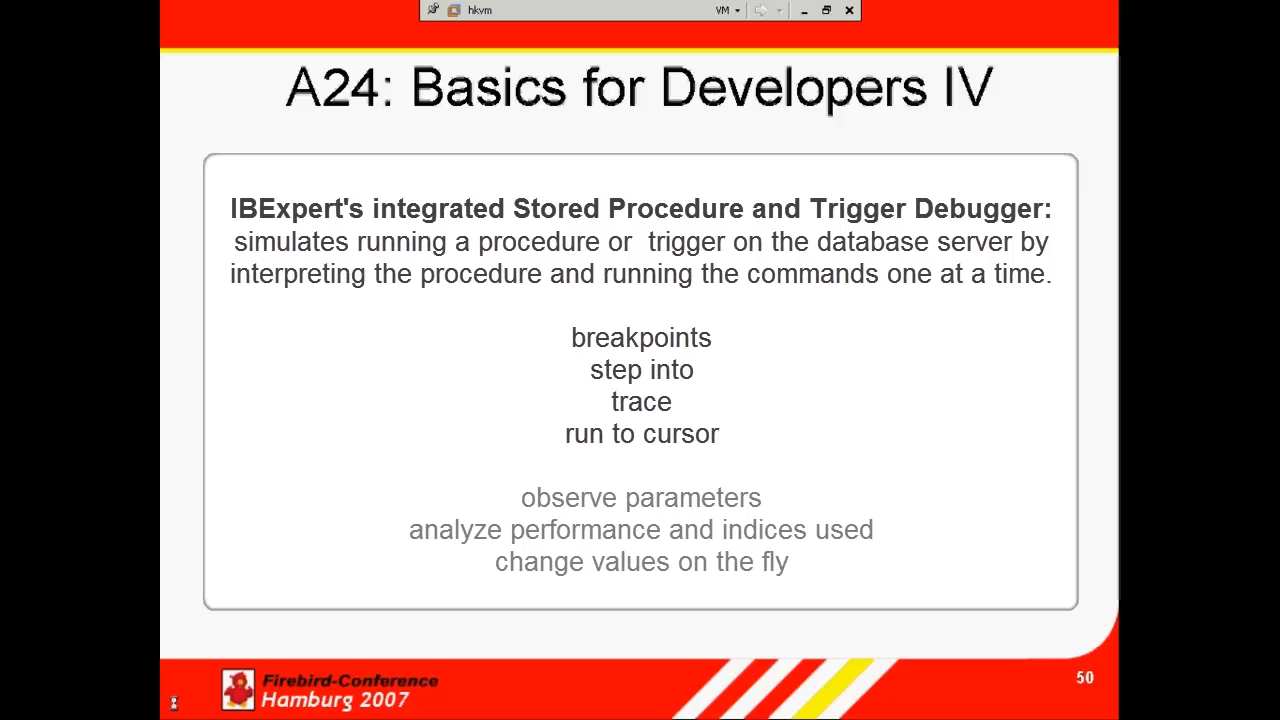 hkvm
VM
A24: Basics for Developers IV
IBExpert's integrated Stored Procedure and Trigger Debugger:
simulates running a procedure or trigger on the database server by
interpreting the procedure and running the commands one at a time.
breakpoints
step into
trace
run to cursor
observe parameters
analyze performance and indices used
change values on the fly
Firebird-Conference
Hamburg 2007
50